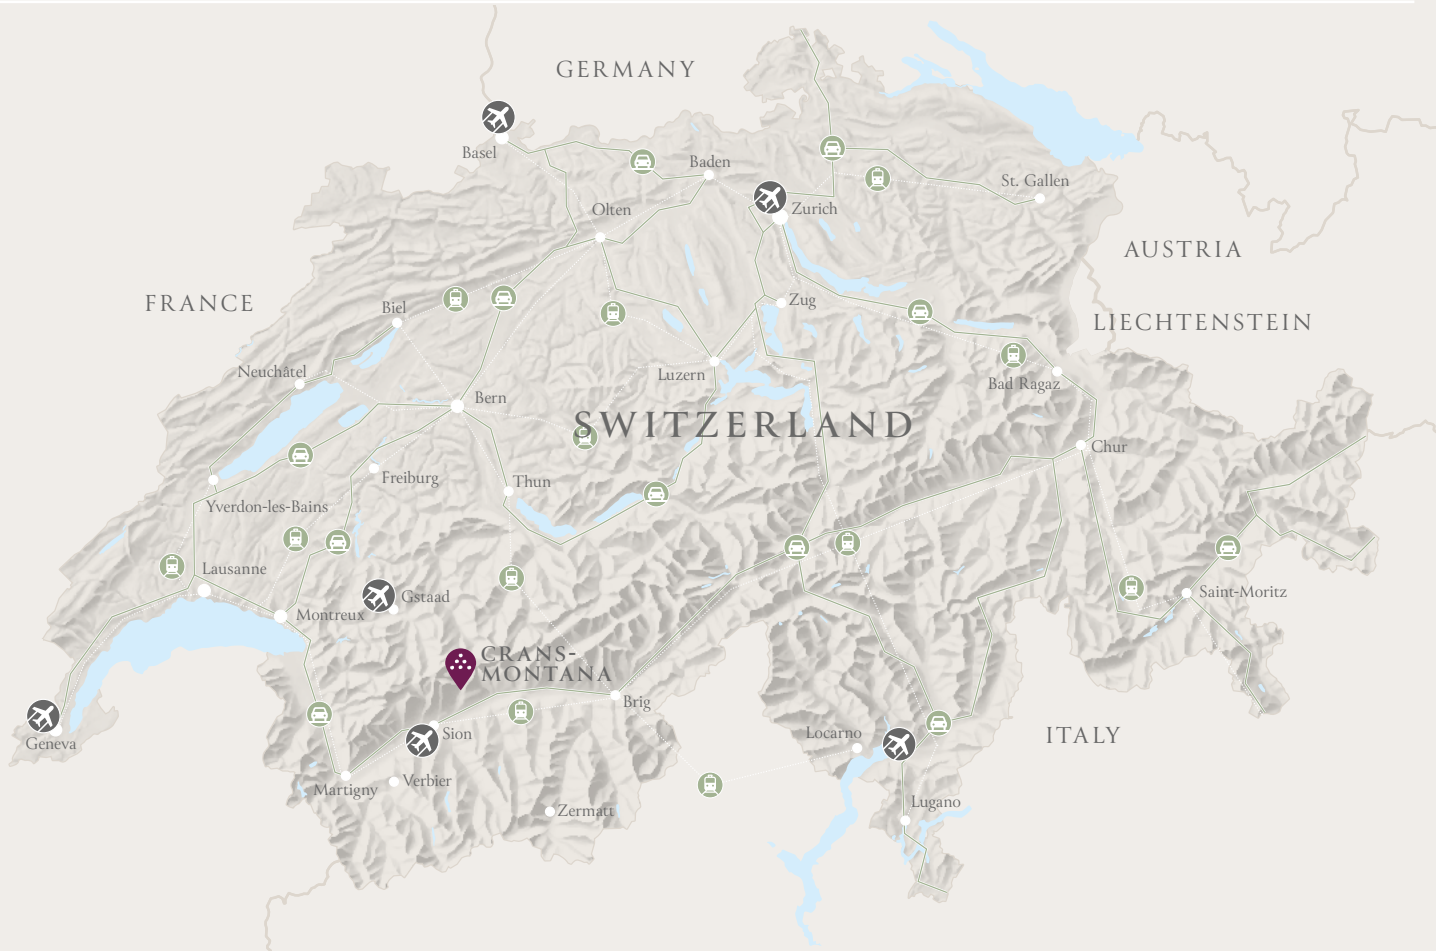 GERMANY
Basel
Baden
St. Gallen
Olten
Zurich
AUSTRIA
FRANCE
Biel
Zug
LIECHTENSTEIN
Neuchâtel
Luzern
Bad Ragaz
Bern
SWITZERLAND
Chur
Freiburg
Thun
Yverdon-les-Bains
Lausanne
Gstaad
Saint-Moritz
Montreux
CRANS-
MONTANA
Brig
Sion
Locarno
ITALY
Geneva
Martigny
Verbier
Lugano
Zermatt